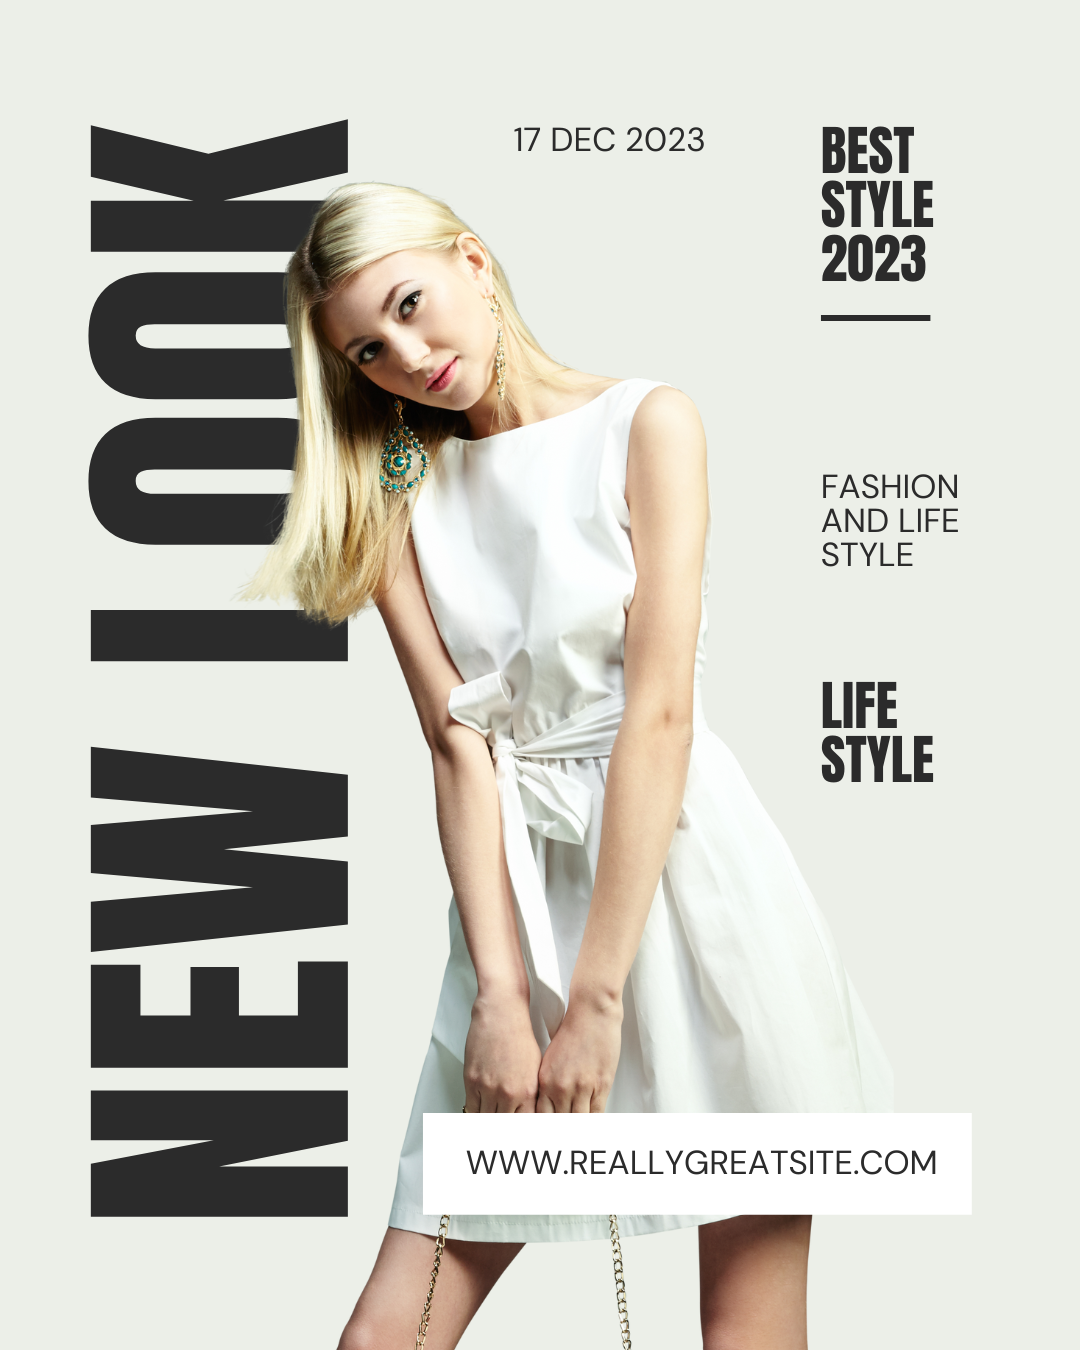 NEW LOOK
17 DEC 2023
BEST
STYLE
2023
FASHION
AND LIFE
STYLE
LIFE
STYLE
WWW.REALLYGREATSITE.COM